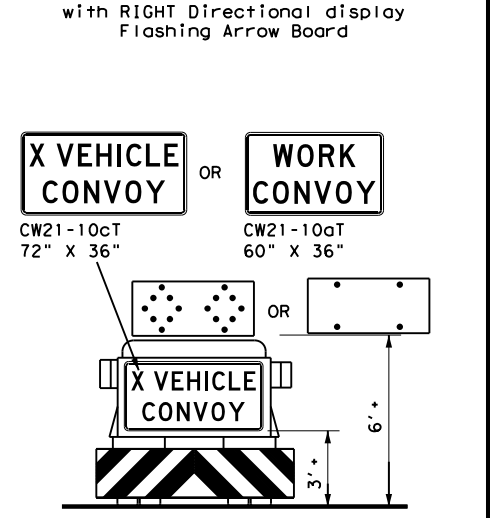 with RIGHT Directional display
Flashing Arrow Board
X VEHICLE
CONVOY
OR
WORK
CONVOY
CW21-10cT
72" X 36"
CW21-10aT
60" X 36"
OR
X VEHICLE
CONVOY
6' +
3' +